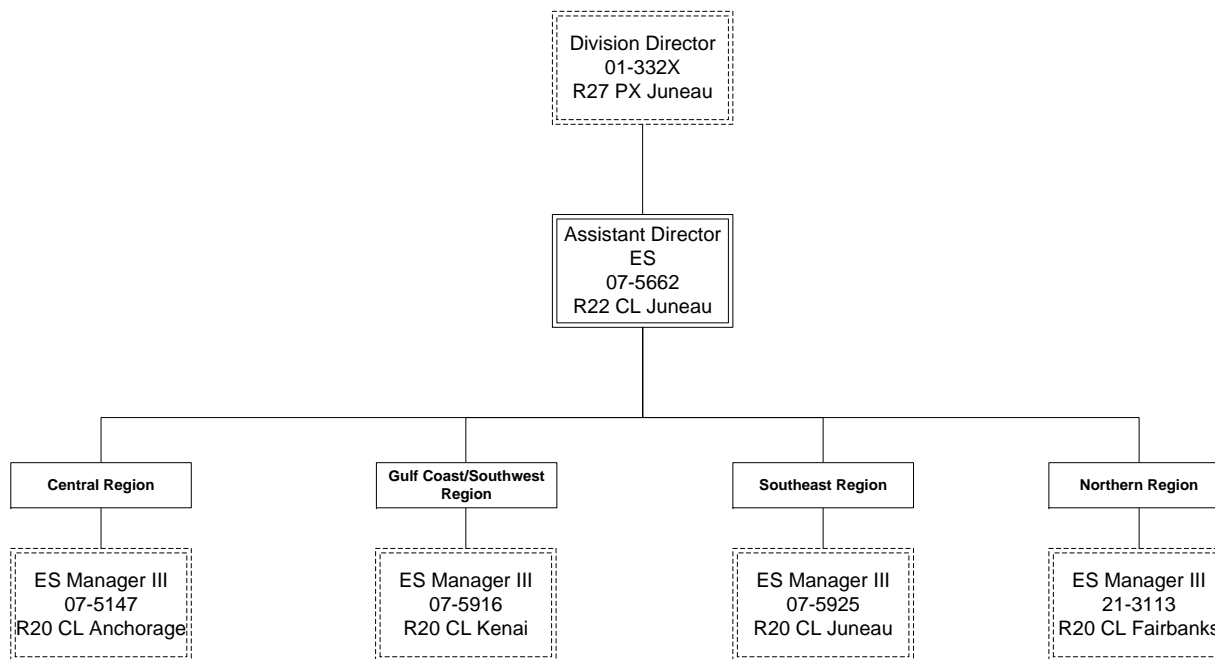 Division Director
01-332X
R27 PX Juneau
Assistant Director
ES
07-5662
R22 CL Juneau
Central Region
Gulf Coast/Southwest
Region
Southeast Region
Northern Region
ES Manager III
07-5147
R20 CL Anchorage
ES Manager III
07-5916
R20 CL Kenai
ES Manager III
07-5925
R20 CL Juneau
ES Manager III
21-3113
R20 CL Fairbanks